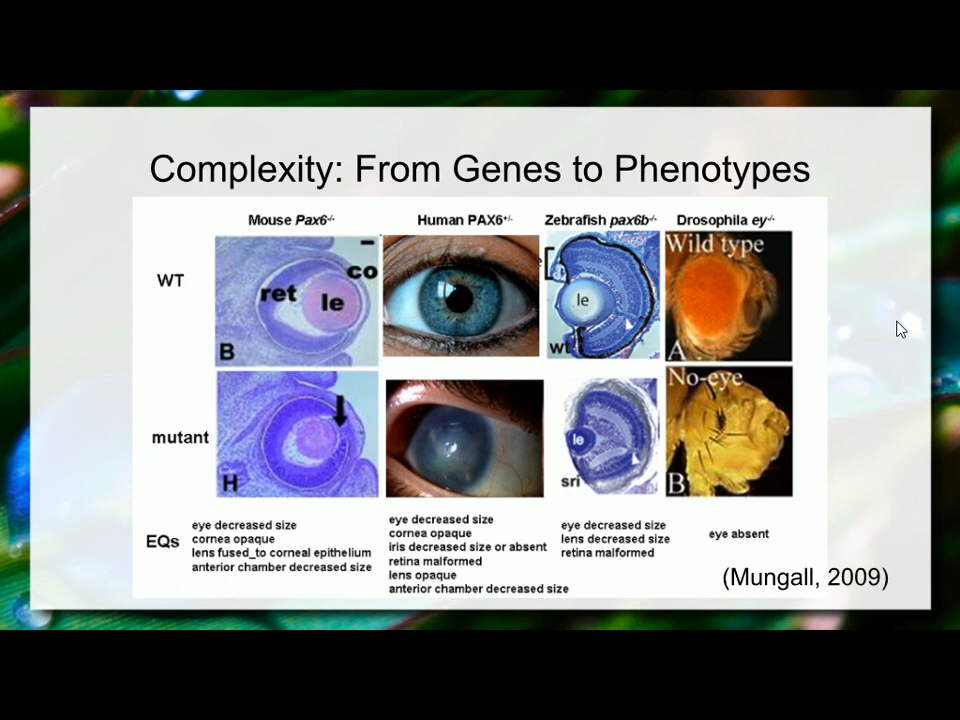 Complexity: From Genes to Phenotypes
Mouse Pax6-/-
Human PAX6+/-
Zebrafish pax6b-/-
Drosophila ey-/-
WT
ret
le
co
B
le
wt
Wild type
A
mutant
H
le
sri
No-eye
B
EQs
eye decreased size
cornea opaque
lens fused_to corneal epithelium
anterior chamber decreased size
eye decreased size
cornea opaque
iris decreased size or absent
retina malformed
lens opaque
anterior chamber decreased size
eye decreased size
lens decreased size
retina malformed
eye absent
(Mungall, 2009)